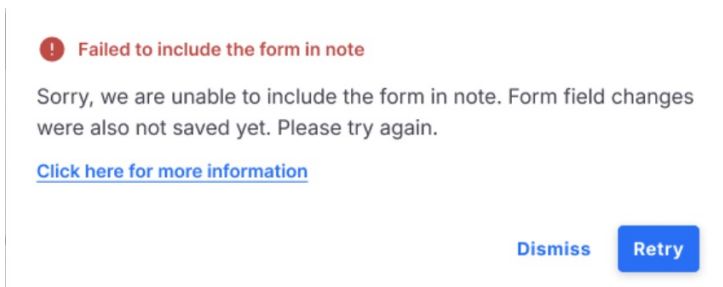 Failed to include the form in note
Sorry, we are unable to include the form in note. Form field changes
were also not saved yet. Please try again.
Click here for more information
Dismiss Retry